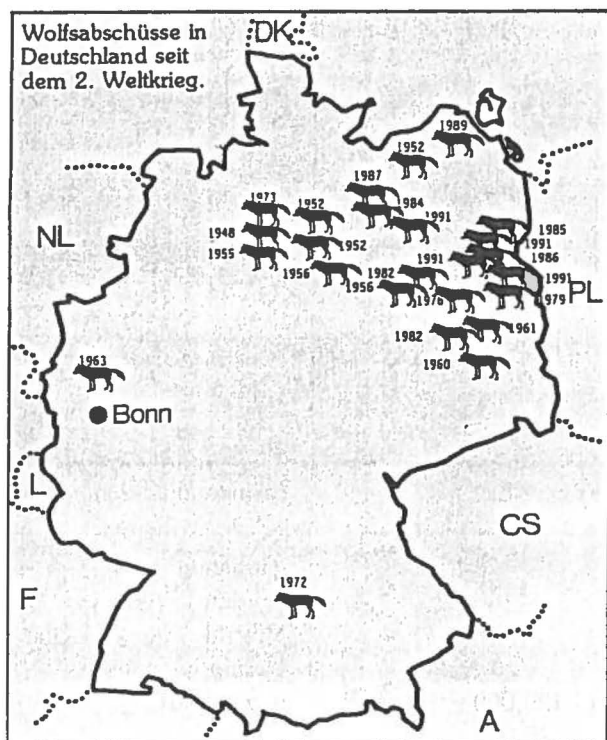 Wolfsabschüsse in
Deutschland seit
dem 2. Weltkrieg.
DK
1989
1952
1987
1973
1952
1984
1991
1985
NL
1948
1952
1991
1955
1991
1986
1956
1956
1982
1991
PL
1976
1979
1982
1961
1963
1960
Bonn
L
CS
F
1972
A